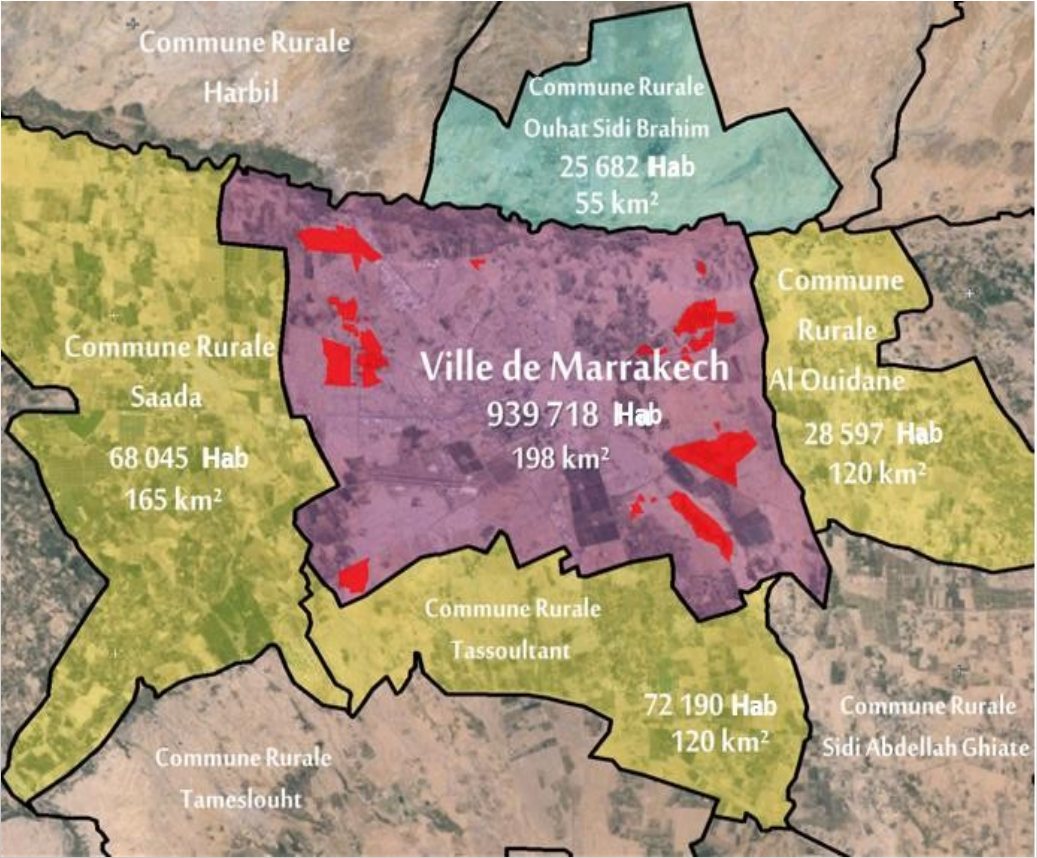 Commune Rurale
Harbil
Commune Rurale
Ouhat Sidi Brahim
25 682 Hab
55 km²
Commune Rurale
Saada
68 045 Hab
165 km²
Ville de Marrakech
939 718 Hab
198 km²
Commune
Rurale
Al Ouidane
28 597 Hab
120 km²
Commune Rurale
Tassoultant
72 190 Hab
120 km²
Commune Rurale
Tameslouht
Commune Rurale
Sidi Abdellah Ghiate